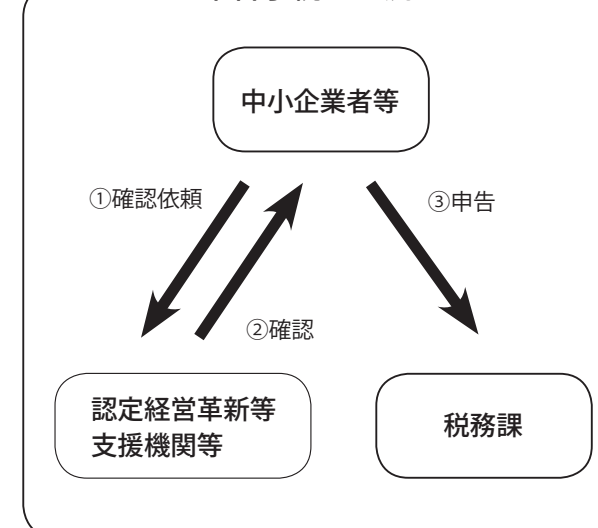 中小企業者等
①確認依頼
③申告
②確認
認定経営革新等
支援機関等
税務課